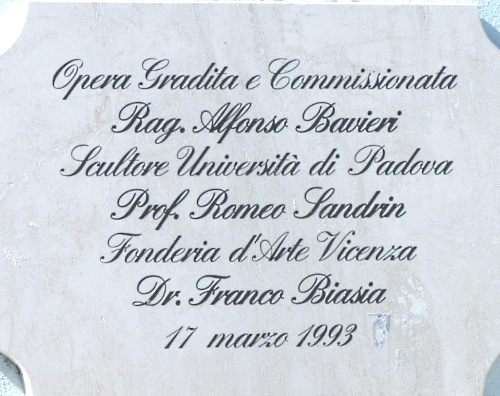 Opera Gradita e Commissionata
Rag. Alfonso Bavieri
Scultore Università di Padova
Prof. Romeo Sandrin
Fonderia d'Arte Vicenza
Dr. Franco Biasia
17 marzo 1993